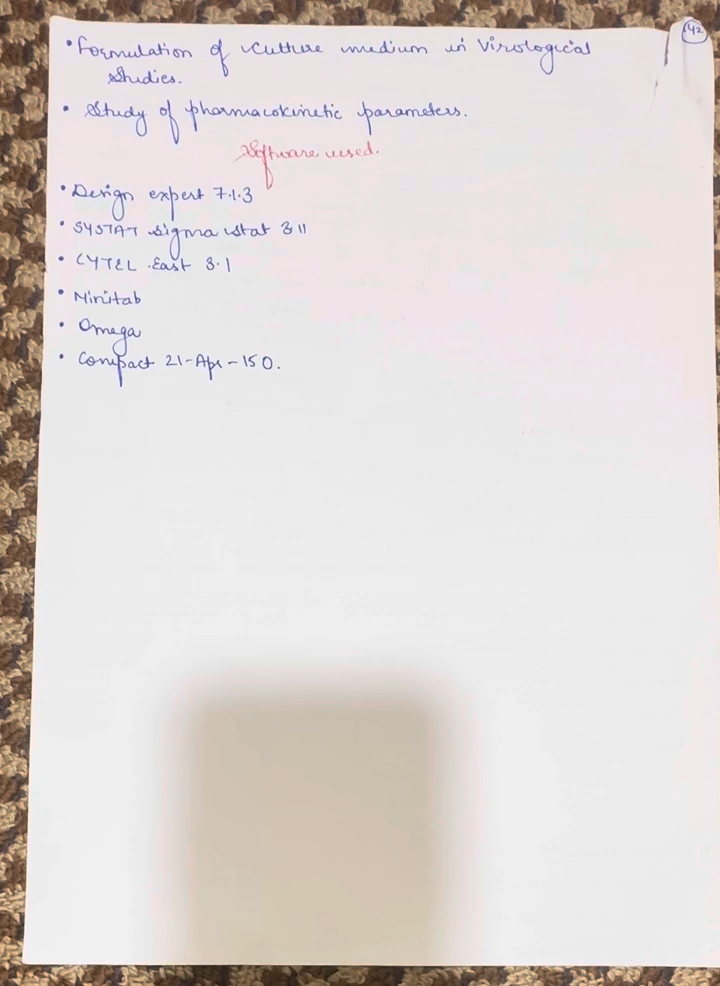 42
• Formulation of culture medium in Virological
studies.
• Study of pharmacokinetic parameters.
Software used.
• Design expert 7.1.3
• SYSTAT sigma stat 3.11
• CYTEL East 3.1
• Minitab
• Omega
• Compact 21-Apr-150.